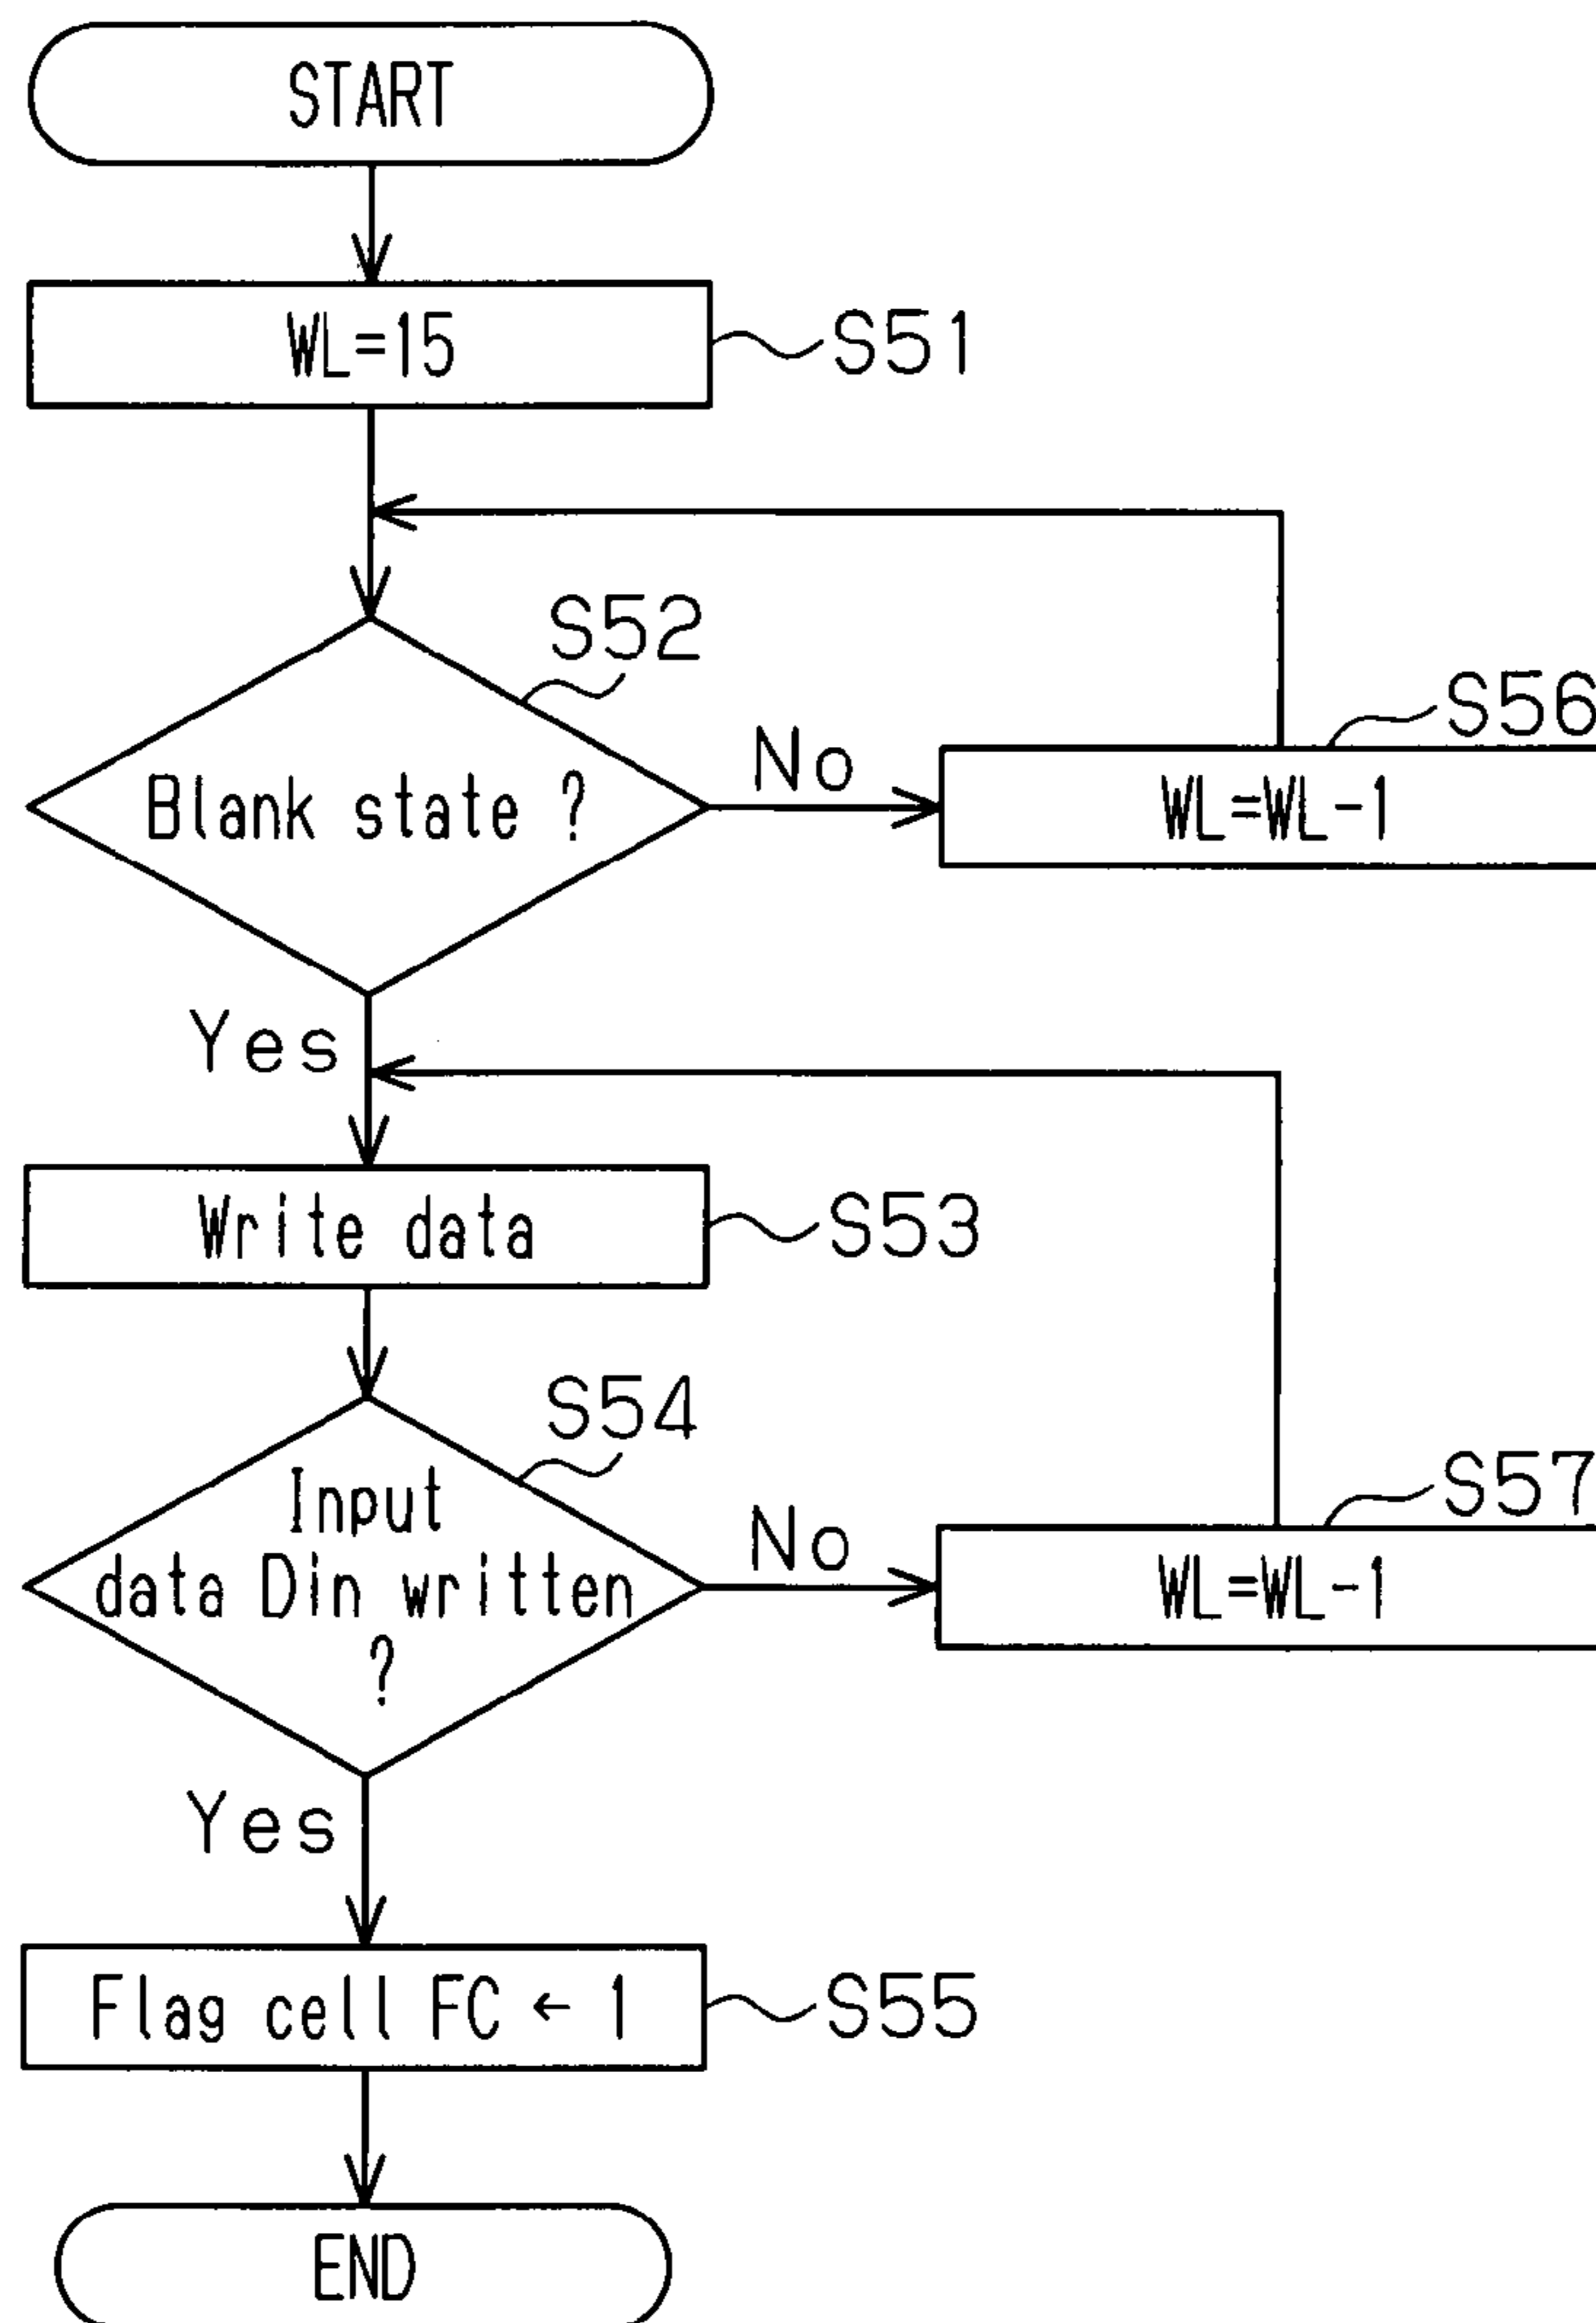 START
WL=15
S51
S52
Blank state ?
No
S56
WL=WL-1
Yes
Write data
S53
S54
Input
data Din written
?
No
S57
WL=WL-1
Yes
Flag cell FC ← 1
S55
END